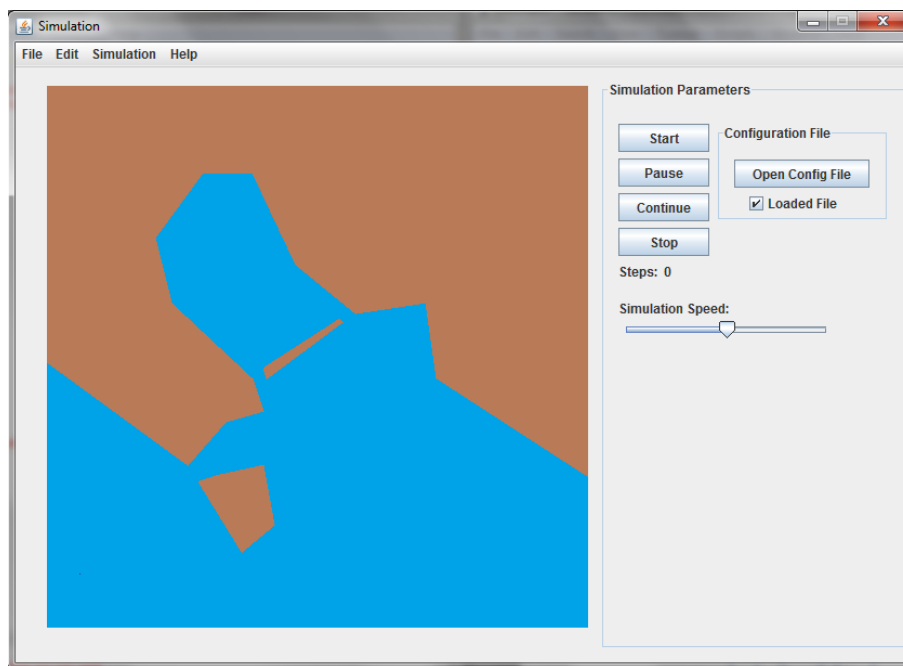 Simulation
File Edit Simulation Help
Simulation Parameters
Start
Configuration File
Pause
Open Config File
Continue
Loaded File
Stop
Steps: 0
Simulation Speed: